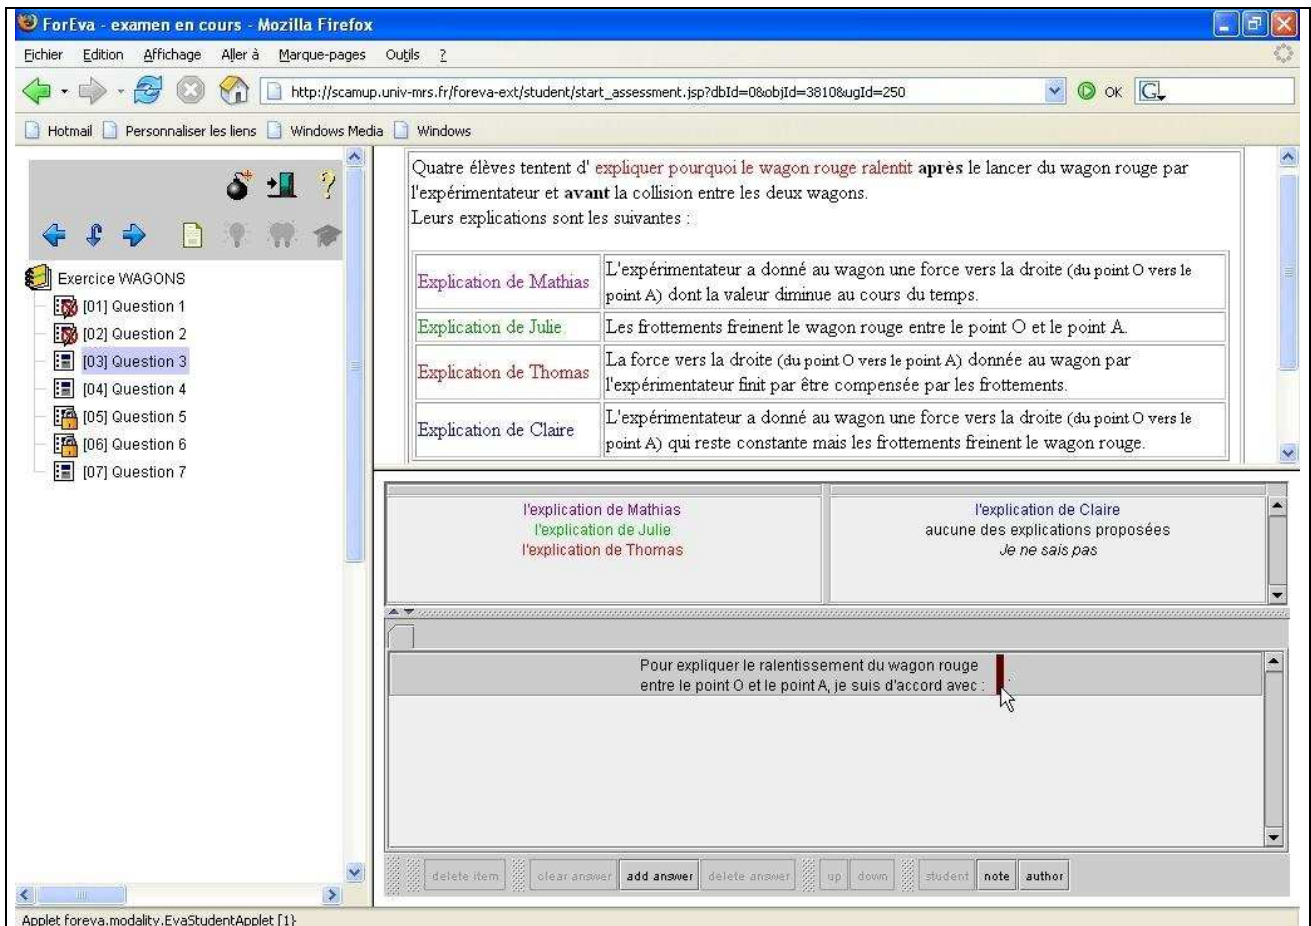 ForEva - examen en cours - Mozilla Firefox
Fichier Edition Affichage Aller à Marque-pages Outils ?
http://scamup.univ-mrs.fr/foreva-ext/student/start_assessment.jsp?dbId=0&objId=3810&ugId=250
OK
G
Hotmail Personnaliser les liens Windows Media Windows
?
Exercice WAGONS
[01] Question 1
[02] Question 2
[03] Question 3
[04] Question 4
[05] Question 5
[06] Question 6
[07] Question 7
Quatre élèves tentent d' expliquer pourquoi le wagon rouge ralentit après le lancer du wagon rouge par
l'expérimentateur et avant la collision entre les deux wagons.
Leurs explications sont les suivantes :
Explication de Mathias
L'expérimentateur a donné au wagon une force vers la droite (du point O vers le
point A) dont la valeur diminue au cours du temps.
Explication de Julie
Les frottements freinent le wagon rouge entre le point O et le point A.
Explication de Thomas
La force vers la droite (du point O vers le point A) donnée au wagon par
l'expérimentateur finit par être compensée par les frottements.
Explication de Claire
L'expérimentateur a donné au wagon une force vers la droite (du point O vers le
point A) qui reste constante mais les frottements freinent le wagon rouge.
l'explication de Mathias
l'explication de Julie
l'explication de Thomas
l'explication de Claire
aucune des explications proposées
Je ne sais pas
Pour expliquer le ralentissement du wagon rouge
entre le point O et le point A, je suis d'accord avec : .
delete item clear answer add answer delete answer up down student note author
Applet foreva.modality.EvaStudentApplet [1}